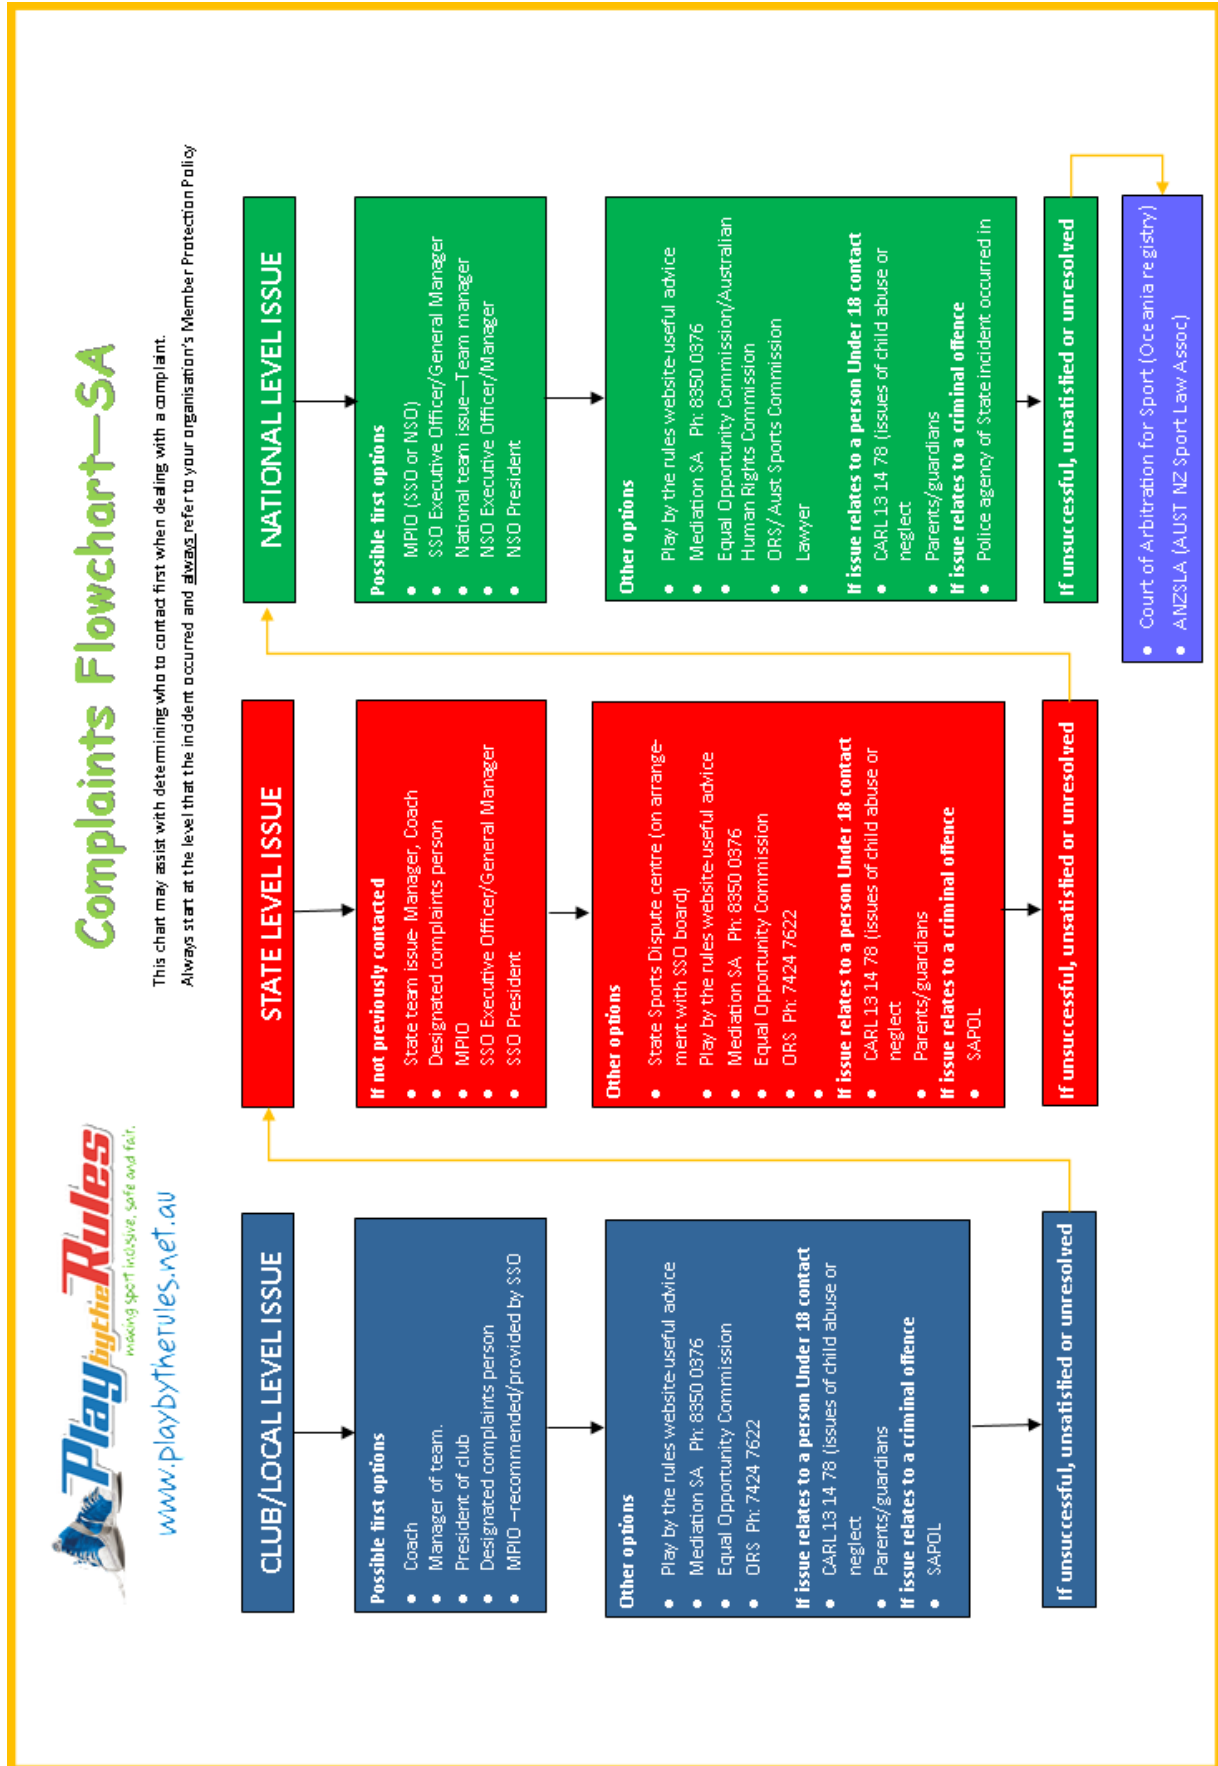 Play by the Rules
making sport inclusive, safe and fair.
www.playbytherules.net.au
Complaints Flowchart—SA
This chart may assist with determining who to contact first when dealing with a complaint.
Always start at the level that the incident occurred and always refer to your organisation's Member Protection Policy
CLUB/LOCAL LEVEL ISSUE
Possible first options
• Coach
• Manager of team.
• President of club
• Designated complaints person
• MPIO –recommended/provided by SSO
Other options
• Play by the rules website-useful advice
• Mediation SA Ph: 8350 0376
• Equal Opportunity Commission
• ORS Ph: 7424 7622
If issue relates to a person Under 18 contact
• CARL13 14 78 (issues of child abuse or
neglect
• Parents/guardians
If issue relates to a criminal offence
• SAPOL
If unsuccessful, unsatisfied or unresolved
STATE LEVEL ISSUE
If not previously contacted
• State team issue- Manager, Coach
• Designated complaints person
• MPIO
• SSO Executive Officer/General Manager
• SSO President
Other options
• State Sports Dispute centre (on arrange-
ment with SSO board)
• Play by the rules website-useful advice
• Mediation SA Ph: 8350 0376
• Equal Opportunity Commission
• ORS Ph: 7424 7622
•
If issue relates to a person Under 18 contact
• CARL 13 14 78 (issues of child abuse or
neglect
• Parents/guardians
If issue relates to a criminal offence
• SAPOL
If unsuccessful, unsatisfied or unresolved
NATIONAL LEVEL ISSUE
Possible first options
• MPIO (SSO or NSO)
• SSO Executive Officer/General Manager
• National team issue—Team manager
• NSO Executive Officer/Manager
• NSO President
Other options
• Play by the rules website-useful advice
• Mediation SA Ph: 8350 0376
• Equal Opportunity Commission/Australian
Human Rights Commission
• ORS/ Aust Sports Commission
• Lawyer
If issue relates to a person Under 18 contact
• CARL 13 14 78 (issues of child abuse or
neglect
• Parents/guardians
If issue relates to a criminal offence
• Police agency of State incident occurred in
If unsuccessful, unsatisfied or unresolved
• Court of Arbitration for Sport (Oceania registry)
• ANZSLA (AUST NZ Sport Law Assoc)